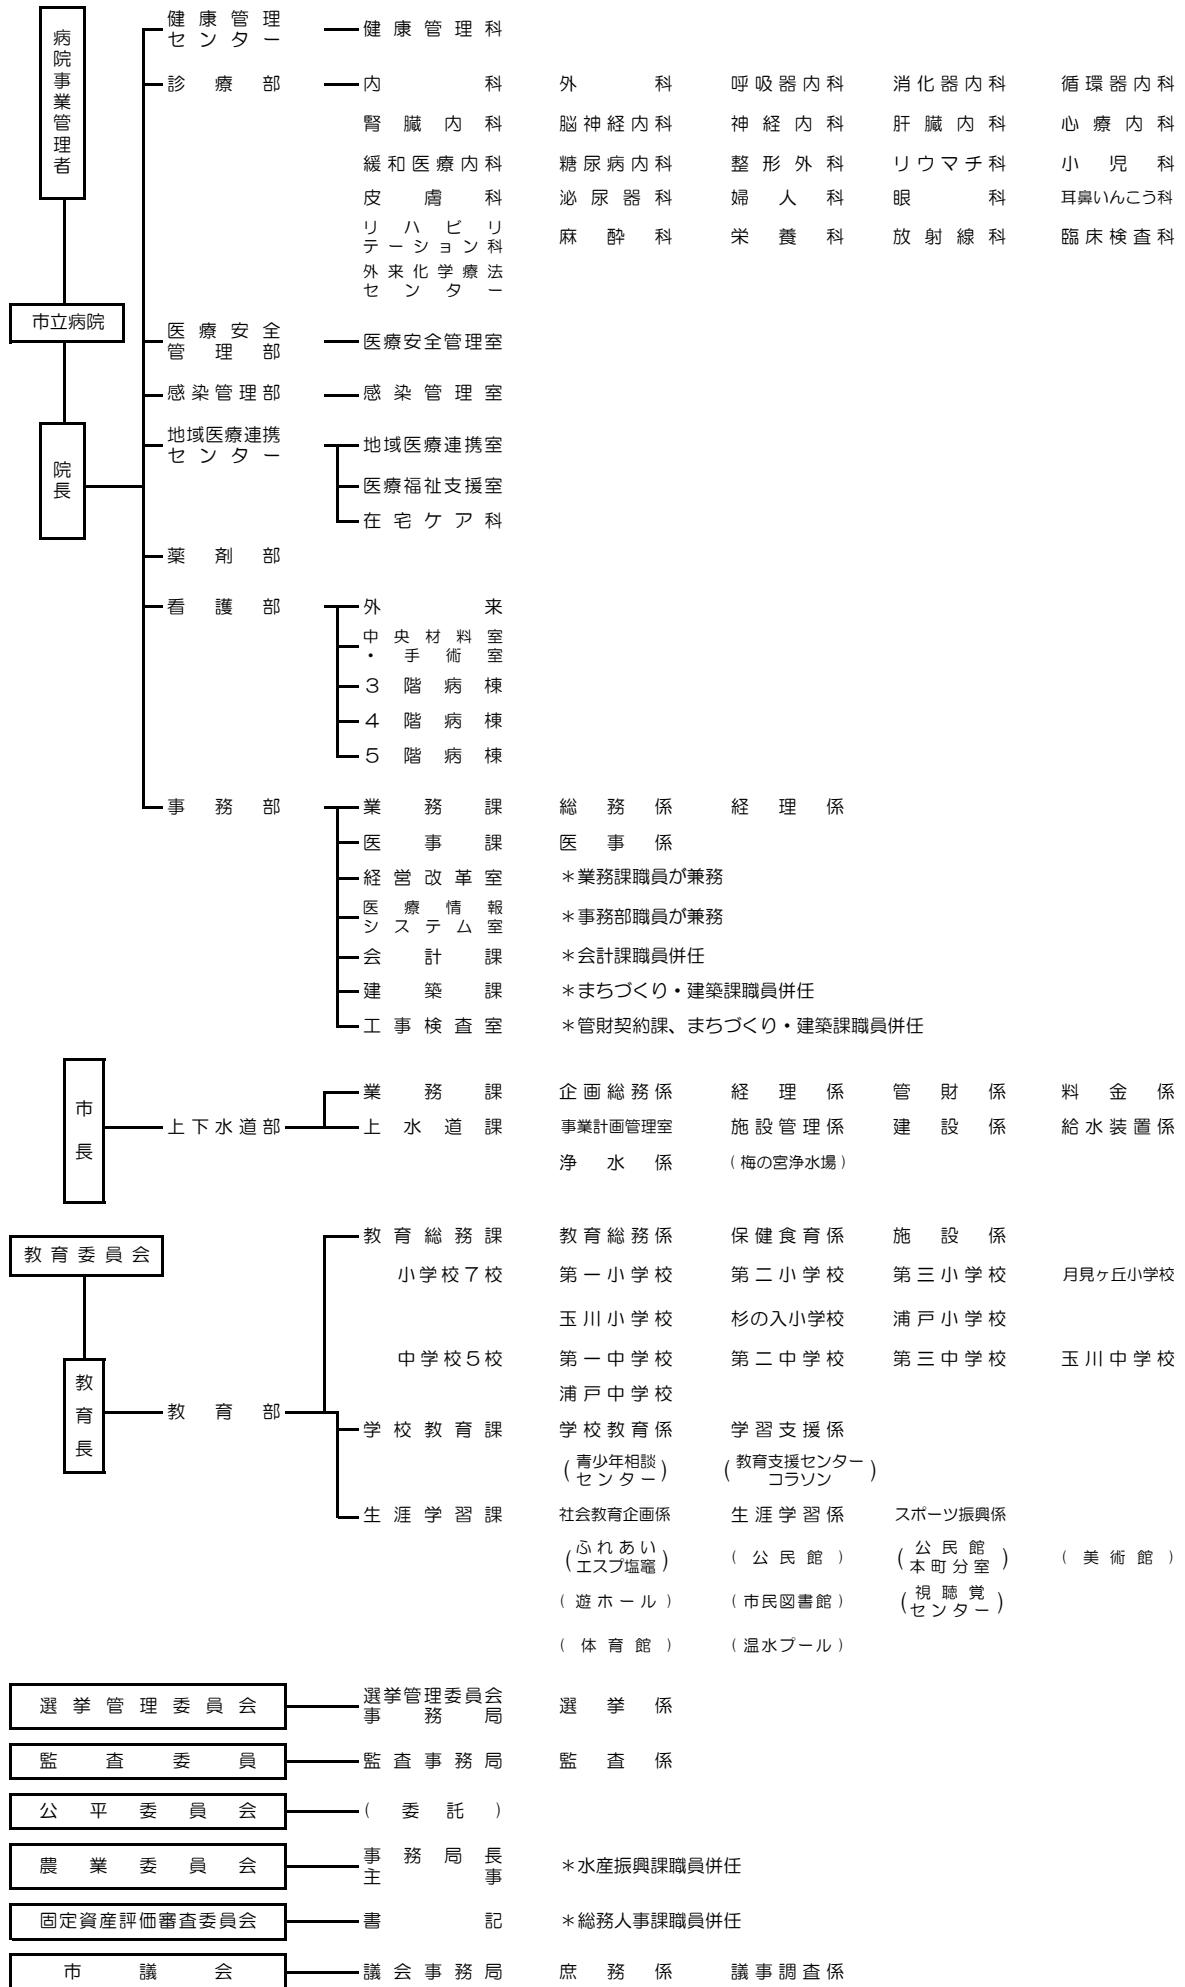 病院事業管理者
市立病院
院長
健康管理センター 健康管理科
診療部 内科 外科 呼吸器内科 消化器内科 循環器内科
腎臓内科 脳神経内科 神経内科 肝臓内科 心療内科
緩和医療内科 糖尿病内科 整形外科 リウマチ科 小児科
皮膚科 泌尿器科 婦人科 眼科 耳鼻いんこう科
リハビリテーション科 麻酔科 栄養科 放射線科 臨床検査科
外来化学療法センター
医療安全管理部 医療安全管理室
感染管理部 感染管理室
地域医療連携センター 地域医療連携室
医療福祉支援室
在宅ケア科
薬剤部
看護部 外来
中央材料室・手術室
3階病棟
4階病棟
5階病棟
事務部 業務課 総務係 経理係
医事課 医事係
経営改革室 *業務課職員が兼務
医療情報システム室 *事務部職員が兼務
会計課 *会計課職員併任
建築課 *まちづくり・建築課職員併任
工事検査室 *管財契約課、まちづくり・建築課職員併任
市長
上下水道部
業務課 企画総務係 経理係 管財係 料金係
上水道課 事業計画管理室 施設管理係 建設係 給水装置係
浄水係 (梅の宮浄水場)
教育委員会
教育長
教育部
教育総務課 教育総務係 保健食育係 施設係
小学校7校 第一小学校 第二小学校 第三小学校 月見ヶ丘小学校
玉川小学校 杉の入小学校 浦戸小学校
中学校5校 第一中学校 第二中学校 第三中学校 玉川中学校
浦戸中学校
学校教育課 学校教育係 学習支援係
(青少年相談センター) (教育支援センターコラソン)
生涯学習課 社会教育企画係 生涯学習係 スポーツ振興係
(ふれあいエスプ塩竈) (公民館) (公民館本町分室) (美術館)
(遊ホール) (市民図書館) (視聴覚センター)
(体育館) (温水プール)
選挙管理委員会 選挙管理委員会事務局 選挙係
監査委員 監査事務局 監査係
公平委員会 (委託)
農業委員会 事務局長主事 *水産振興課職員併任
固定資産評価審査委員会 書記 *総務人事課職員併任
市議会 議会事務局 庶務係 議事調査係